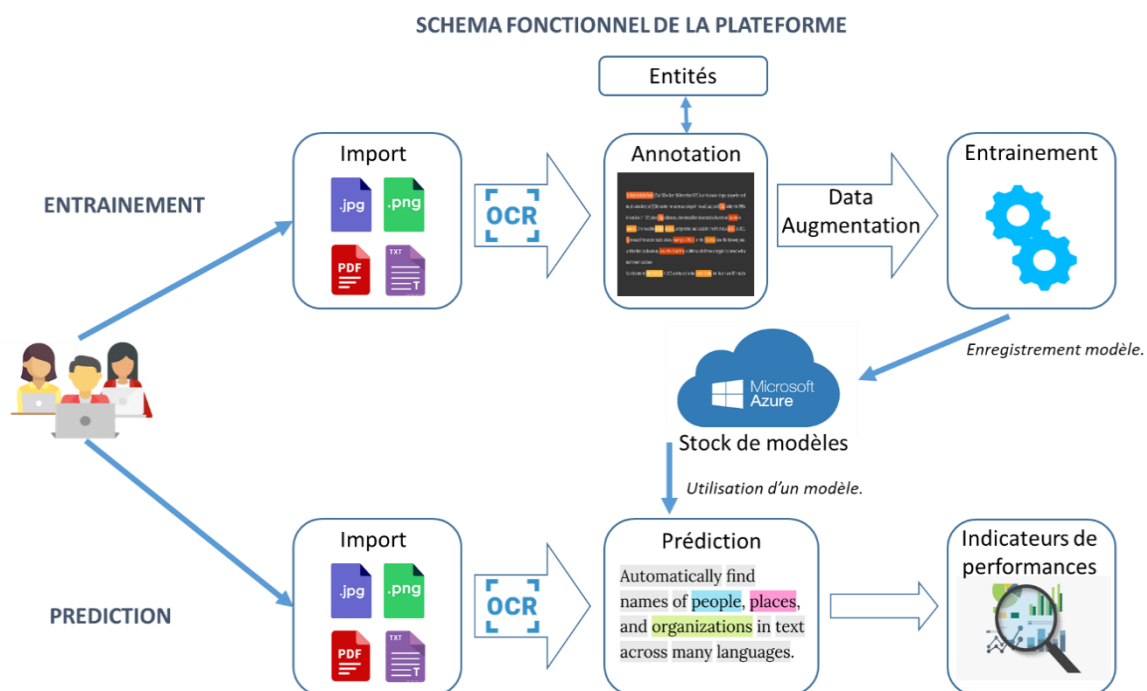 SCHEMA FONCTIONNEL DE LA PLATEFORME
Entités
ENTRAINEMENT
Import
.jpg
.png
PDF
TXT
T
OCR
Annotation
Data
Augmentation
Entrainement
Enregistrement modèle.
Microsoft
Azure
Stock de modèles
Utilisation d'un modèle.
PREDICTION
Import
.jpg
.png
PDF
TXT
T
OCR
Prédiction
Automatically find
names of people, places,
and organizations in text
across many languages.
Indicateurs de
performances